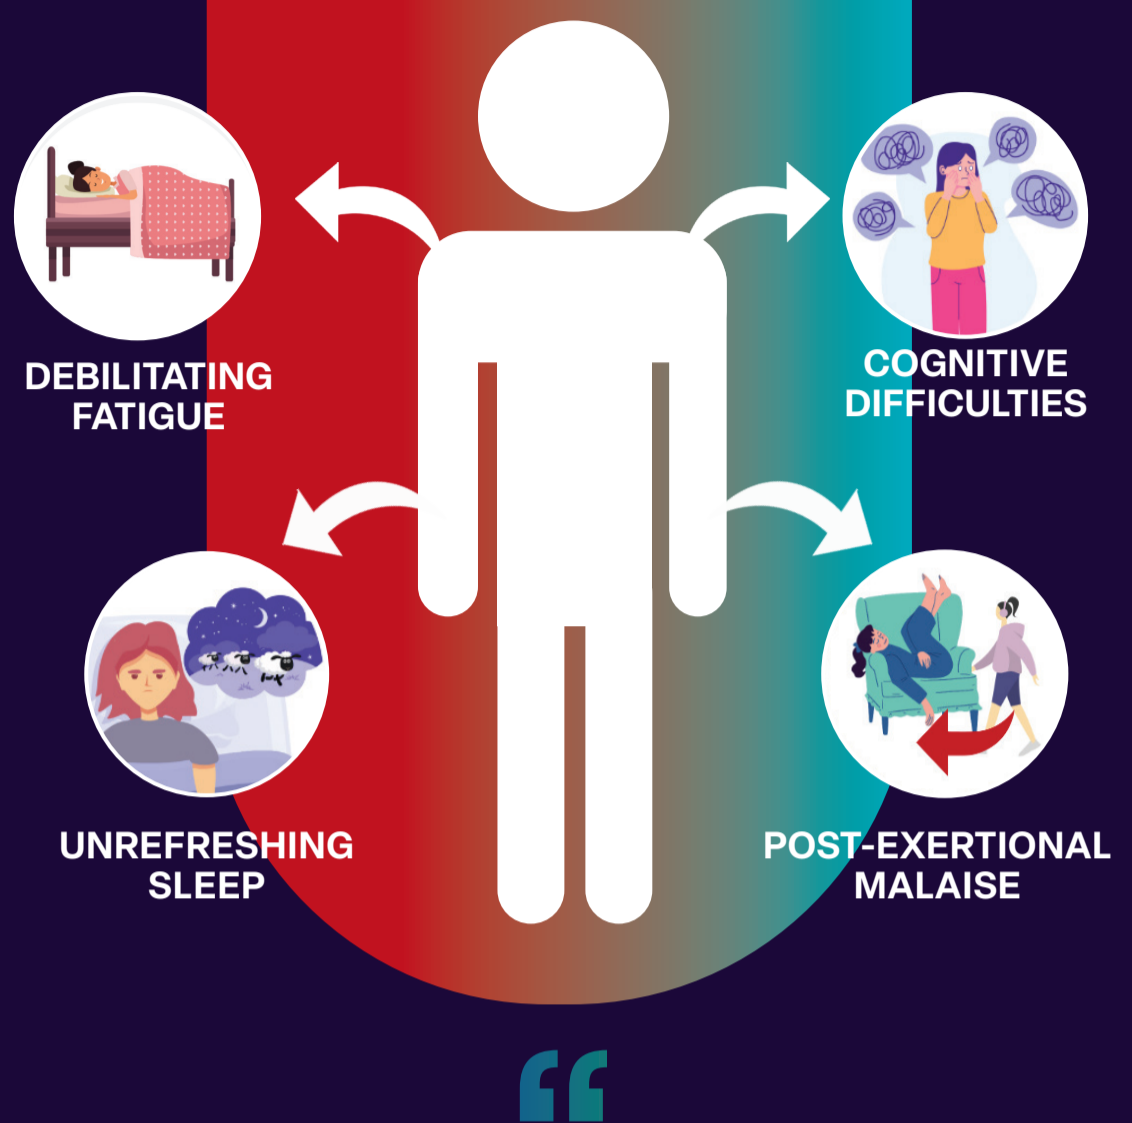 DEBILITATING
FATIGUE
COGNITIVE
DIFFICULTIES
UNREFRESHING
SLEEP
POST-EXERTIONAL
MALAISE
“